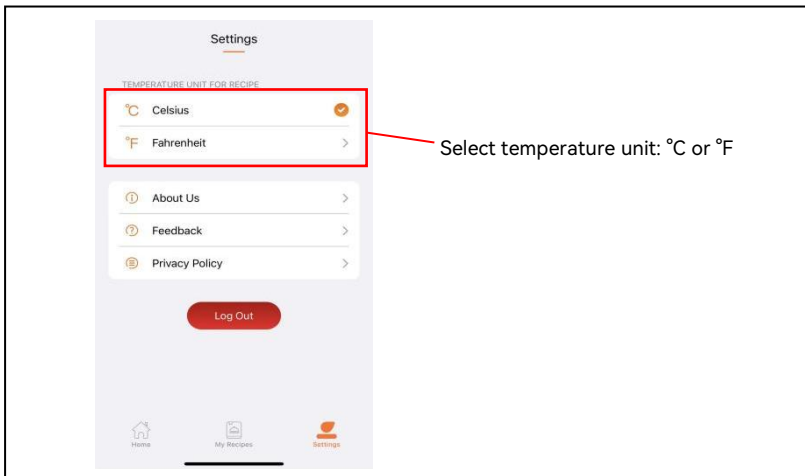 Settings
TEMPERATURE UNIT FOR RECIPE
°C Celsius
°F Fahrenheit
Select temperature unit: °C or °F
About Us
Feedback
Privacy Policy
Log Out
Home My Recipes Settings